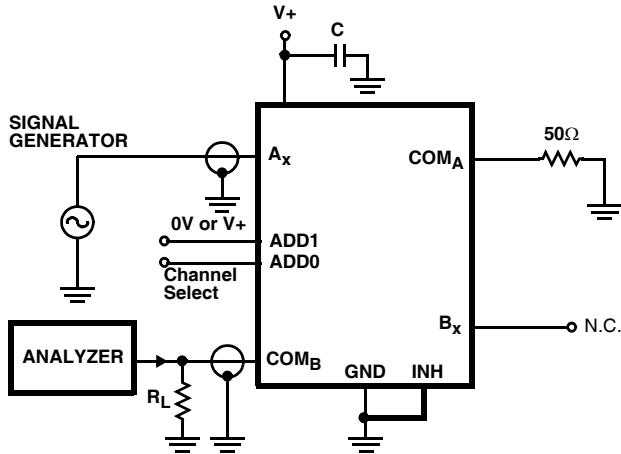 V+
C
SIGNAL
GENERATOR
Ax
COMA
50Ω
0V or V+
ADD1
ADD0
Channel
Select
Bx
N.C.
ANALYZER
COMB
GND
INH
RL